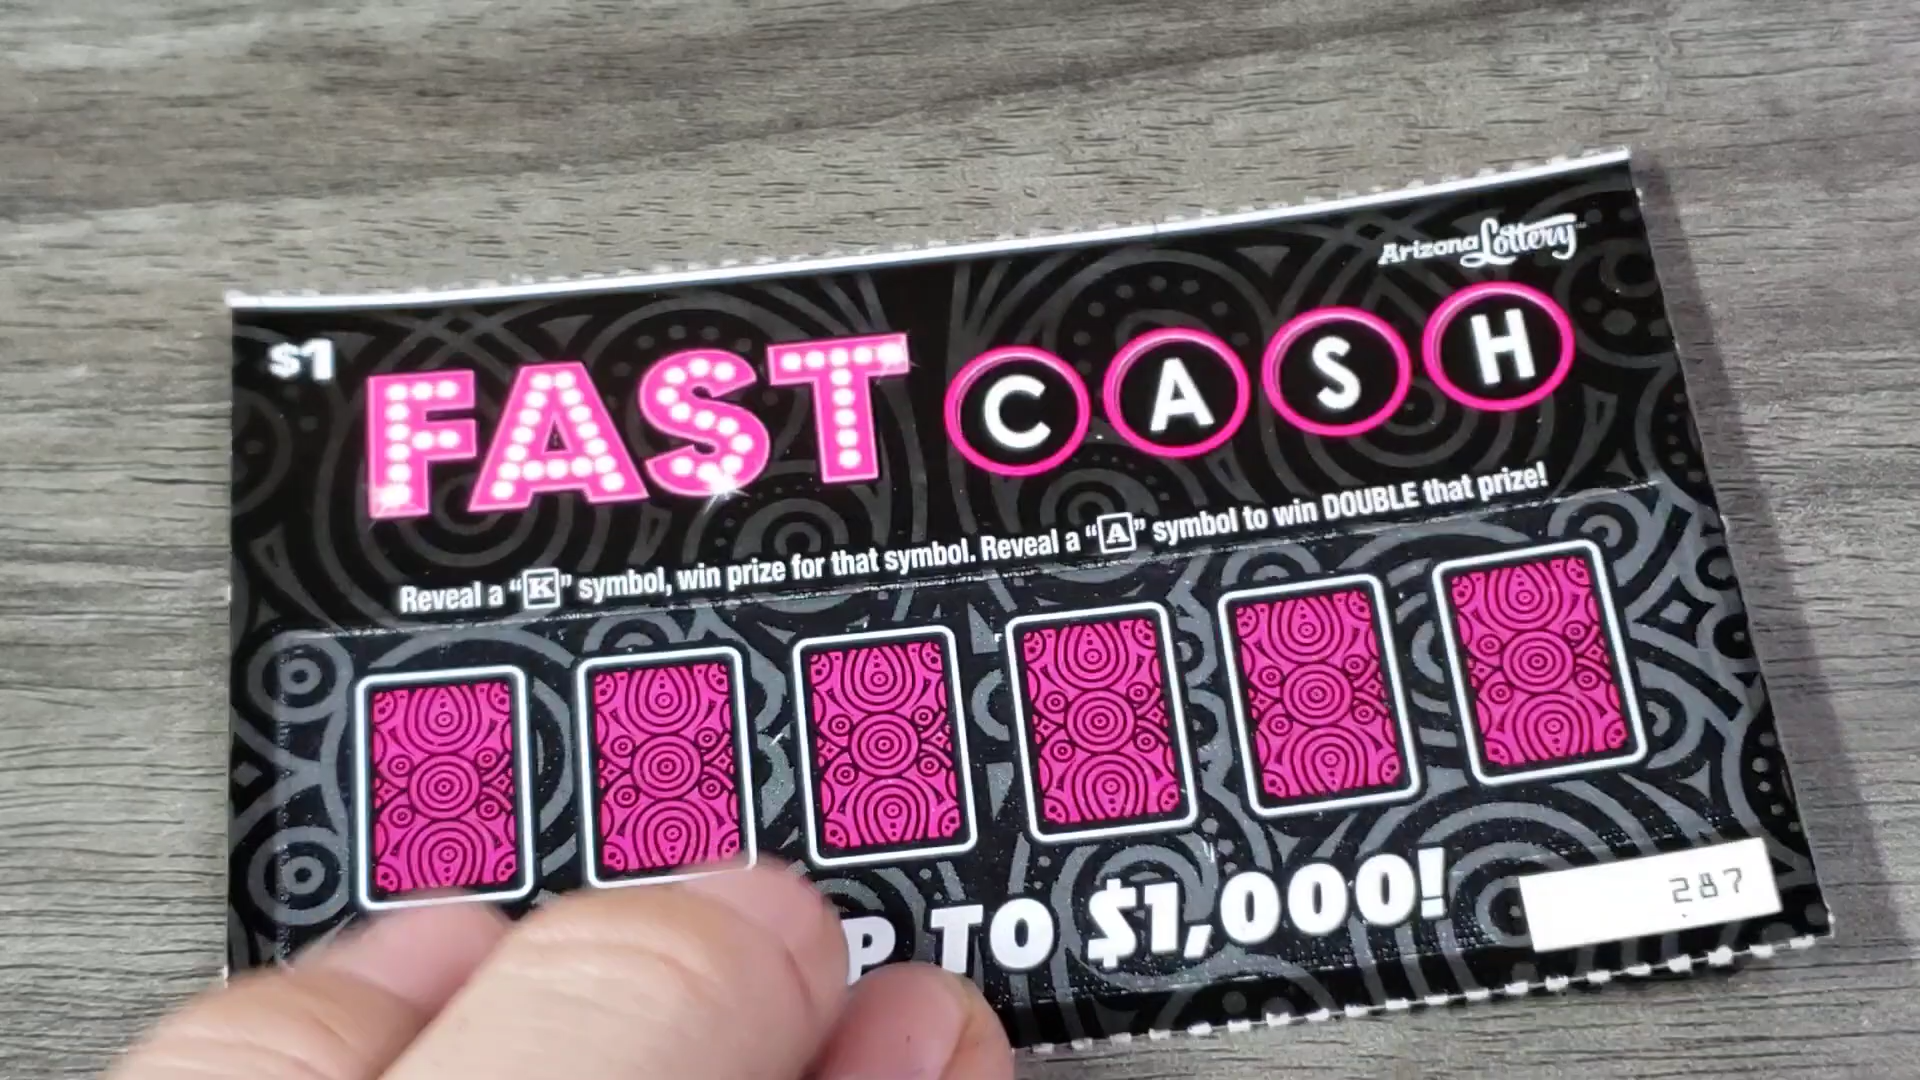 Arizona Lottery
$1
FAST CASH
Reveal a "K" symbol, win prize for that symbol. Reveal a "A" symbol to win DOUBLE that prize!
TO $1,000!
287